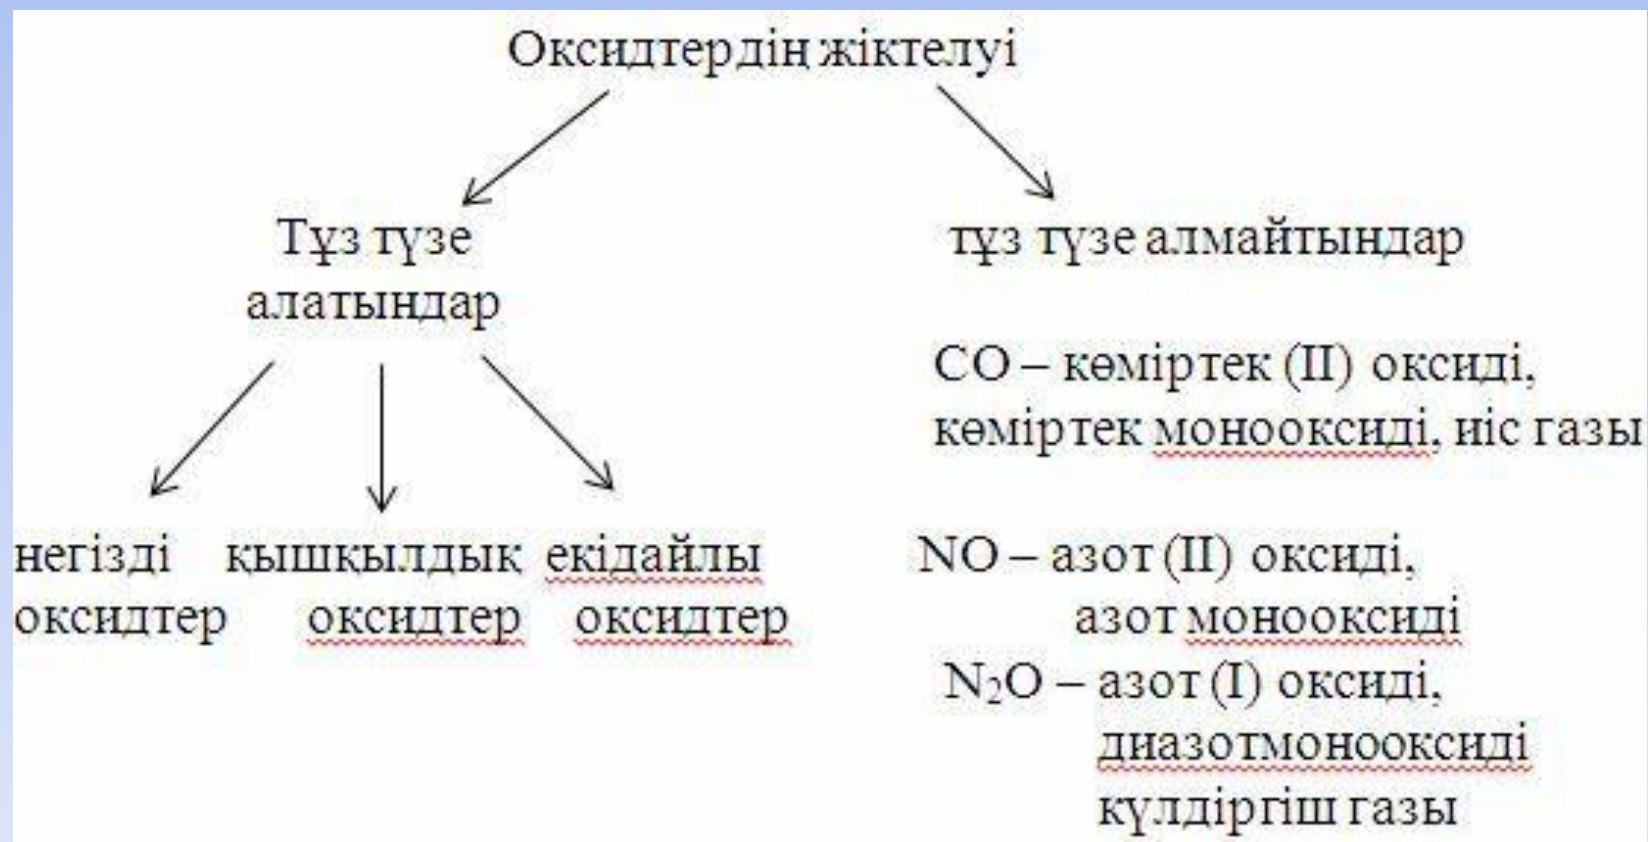 Оксидтердің жіктелуі
Тұз түзе
алатындар
тұз түзе алмайтындар
CO – көміртек (II) оксиді,
көміртек монооксиді, иіс газы
негізді қышқылдық екідайлы
оксидтер оксидтер оксидтер
NO – азот (II) оксиді,
азот монооксиді
N₂O – азот (I) оксиді,
диазотмонооксиді
күлдіргіш газы